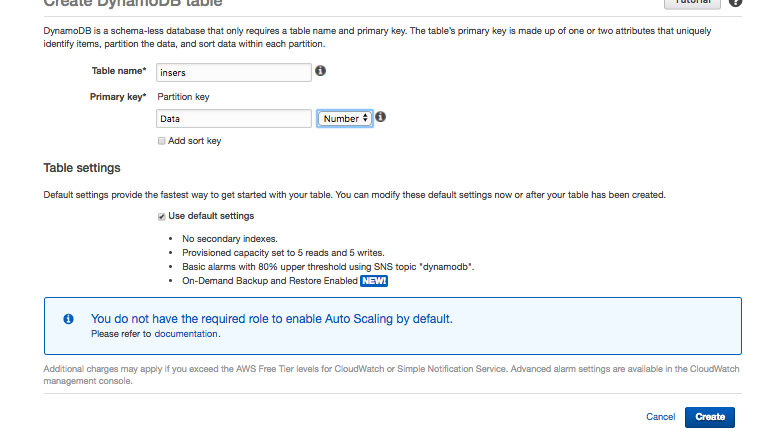 Create DynamoDB table
Tutorial
?
DynamoDB is a schema-less database that only requires a table name and primary key. The table's primary key is made up of one or two attributes that uniquely
identify items, partition the data, and sort data within each partition.
Table name* insers
Primary key* Partition key
Data Number
Add sort key
Table settings
Default settings provide the fastest way to get started with your table. You can modify these default settings now or after your table has been created.
Use default settings
• No secondary indexes.
• Provisioned capacity set to 5 reads and 5 writes.
• Basic alarms with 80% upper threshold using SNS topic "dynamodb".
• On-Demand Backup and Restore Enabled NEW!
You do not have the required role to enable Auto Scaling by default.
Please refer to documentation.
Additional charges may apply if you exceed the AWS Free Tier levels for CloudWatch or Simple Notification Service. Advanced alarm settings are available in the CloudWatch
management console.
Cancel Create